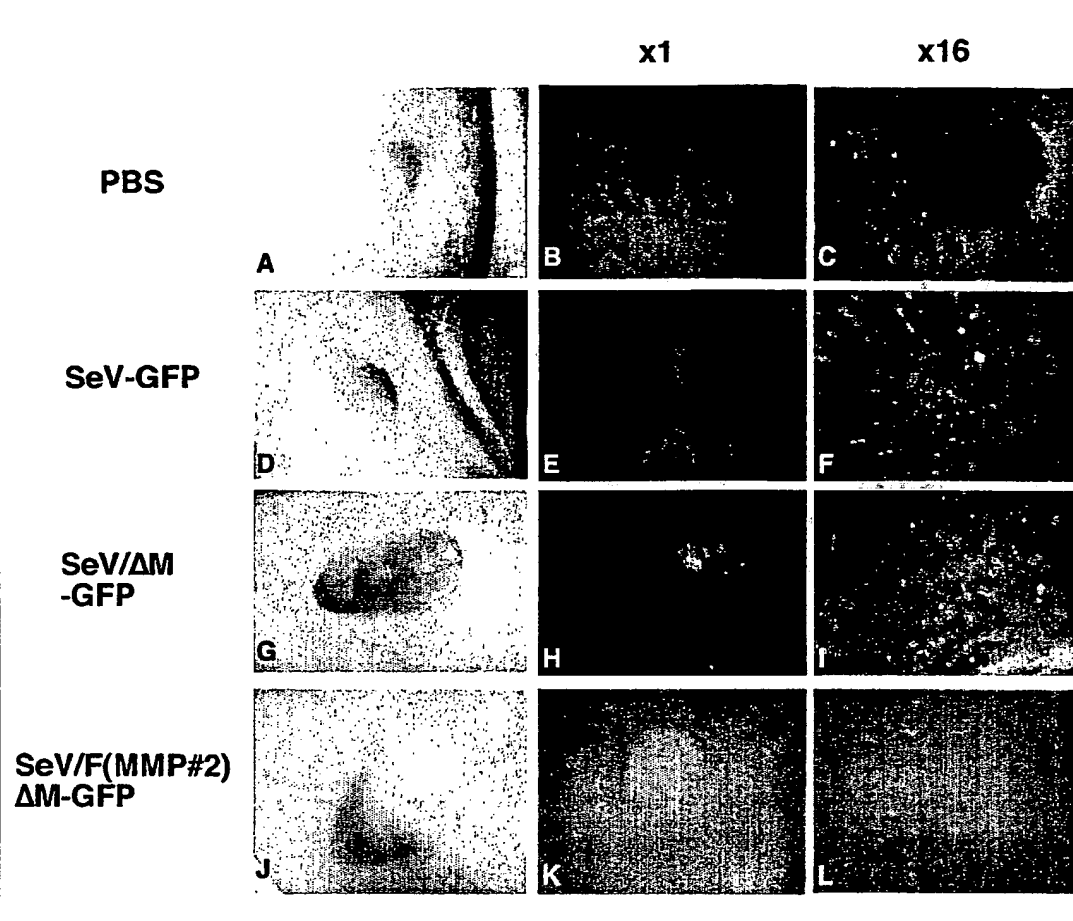 x1 x16
PBS
A B C
SeV-GFP
D E F
SeV/ΔM
-GFP
G H I
SeV/F(MMP#2)
ΔM-GFP
J K L